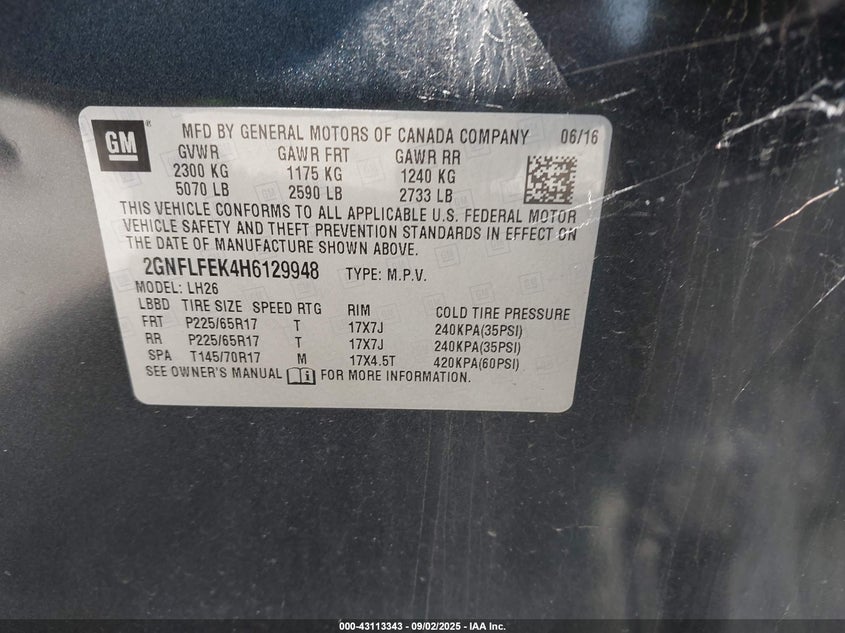 GM
MFD BY GENERAL MOTORS OF CANADA COMPANY 06/16
GVWR GAWR FRT GAWR RR
2300 KG 1175 KG 1240 KG
5070 LB 2590 LB 2733 LB
THIS VEHICLE CONFORMS TO ALL APPLICABLE U.S. FEDERAL MOTOR
VEHICLE SAFETY AND THEFT PREVENTION STANDARDS IN EFFECT ON
THE DATE OF MANUFACTURE SHOWN ABOVE.
2GNFLFEK4H6129948 TYPE: M.P.V.
MODEL: LH26
LBBD TIRE SIZE SPEED RTG RIM COLD TIRE PRESSURE
FRT P225/65R17 T 17X7J 240KPA(35PSI)
RR P225/65R17 T 17X7J 240KPA(35PSI)
SPA T145/70R17 M 17X4.5T 420KPA(60PSI)
SEE OWNER'S MANUAL FOR MORE INFORMATION.
000-43113343 - 09/02/2025 - IAA Inc.